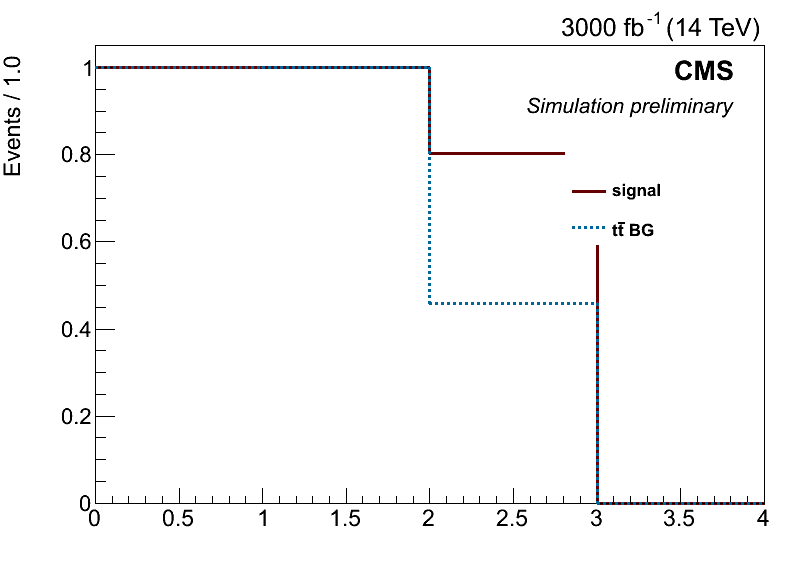 3000 fb⁻¹ (14 TeV)
Events / 1.0
CMS
Simulation preliminary
signal
tt̄ BG
1
0.8
0.6
0.4
0.2
0
0 0.5 1 1.5 2 2.5 3 3.5 4